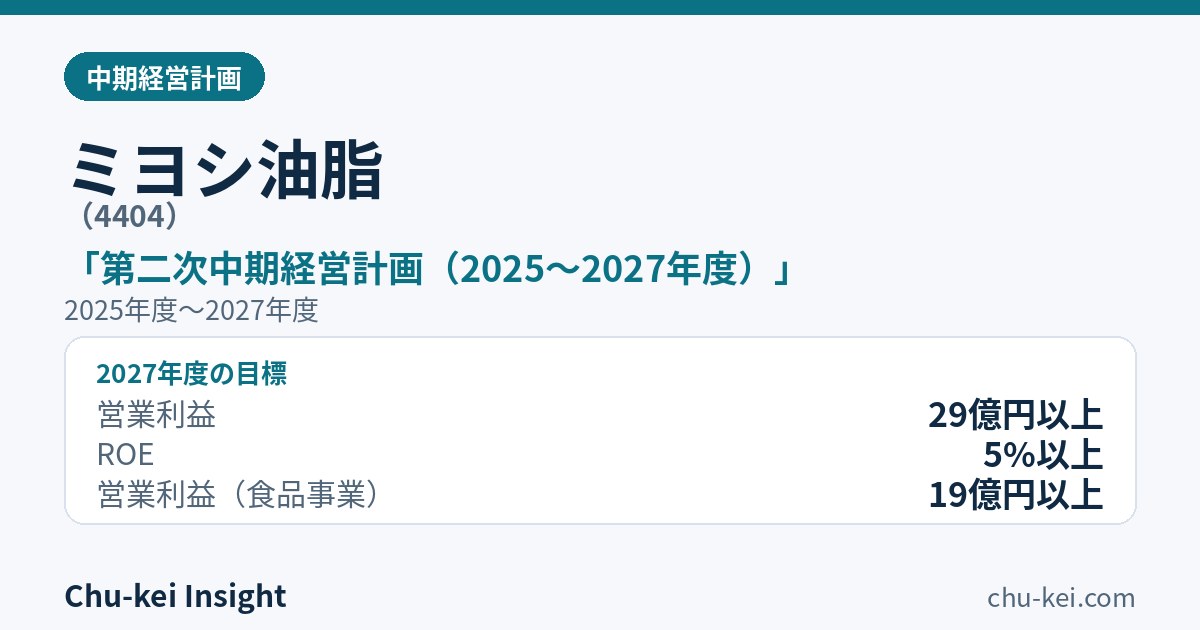 中期経営計画
ミヨシ油脂
（4404）
「第二次中期経営計画（2025〜2027年度）」
2025年度〜2027年度
2027年度の目標
営業利益 29億円以上
ROE 5%以上
営業利益（食品事業） 19億円以上
Chu-kei Insight chu-kei.com